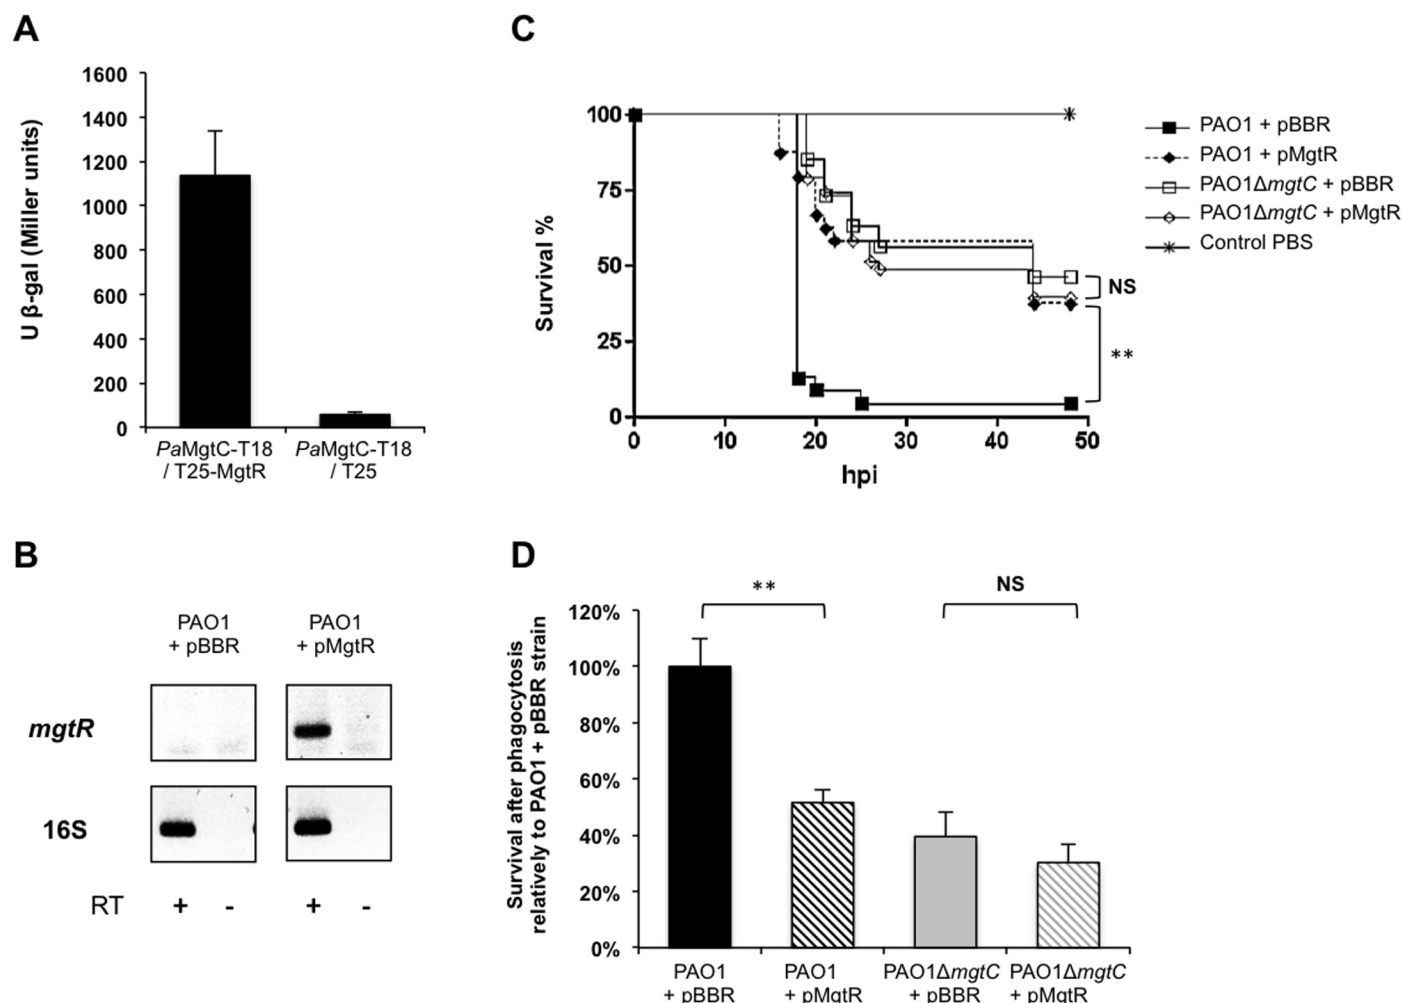 A
1600
1400
1200
1000
800
600
400
200
0
U β-gal (Miller units)
PaMgtC-T18
/ T25-MgtR
PaMgtC-T18
/ T25
C
100
75
50
25
0
Survival %
0 10 20 30 40 50
hpi
NS
**
PAO1 + pBBR
PAO1 + pMgtR
PAO1ΔmgtC + pBBR
PAO1ΔmgtC + pMgtR
Control PBS
B
PAO1
+ pBBR
PAO1
+ pMgtR
mgtR
16S
RT + - + -
D
** NS
120%
100%
80%
60%
40%
20%
0%
Survival after phagocytosis
relatively to PAO1 + pBBR strain
PAO1
+ pBBR
PAO1
+ pMgtR
PAO1ΔmgtC
+ pBBR
PAO1ΔmgtC
+ pMgtR